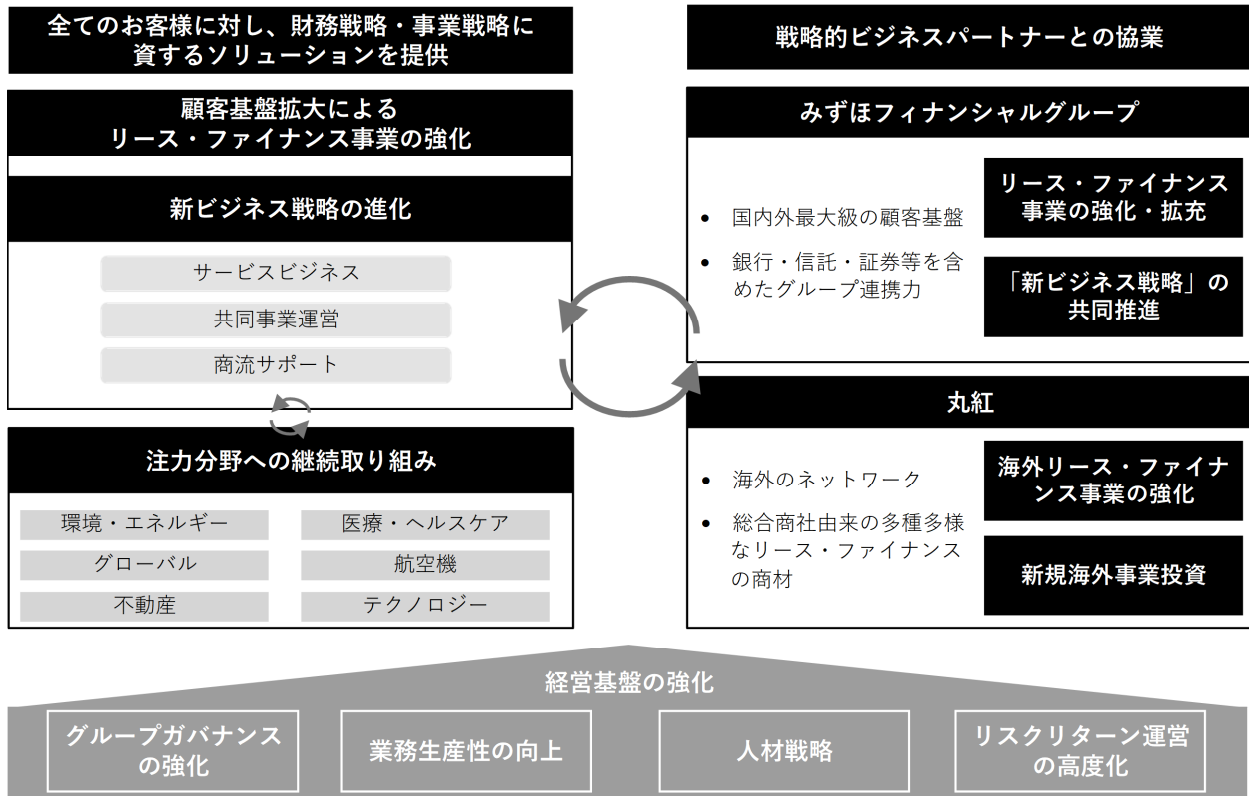 全てのお客様に対し、財務戦略・事業戦略に
資するソリューションを提供
顧客基盤拡大による
リース・ファイナンス事業の強化
新ビジネス戦略の進化
サービスビジネス
共同事業運営
商流サポート
注力分野への継続取り組み
環境・エネルギー
医療・ヘルスケア
グローバル
航空機
不動産
テクノロジー
戦略的ビジネスパートナーとの協業
みずほフィナンシャルグループ
• 国内外最大級の顧客基盤
• 銀行・信託・証券等を含
めたグループ連携力
リース・ファイナンス
事業の強化・拡充
「新ビジネス戦略」の
共同推進
丸紅
• 海外のネットワーク
• 総合商社由来の多種多様
なリース・ファイナンス
の商材
海外リース・ファイナ
ンス事業の強化
新規海外事業投資
経営基盤の強化
グループガバナンス
の強化
業務生産性の向上
人材戦略
リスクリターン運営
の高度化